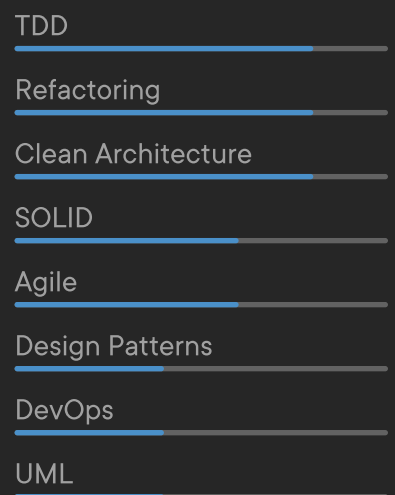 TDD
Refactoring
Clean Architecture
SOLID
Agile
Design Patterns
DevOps
UML